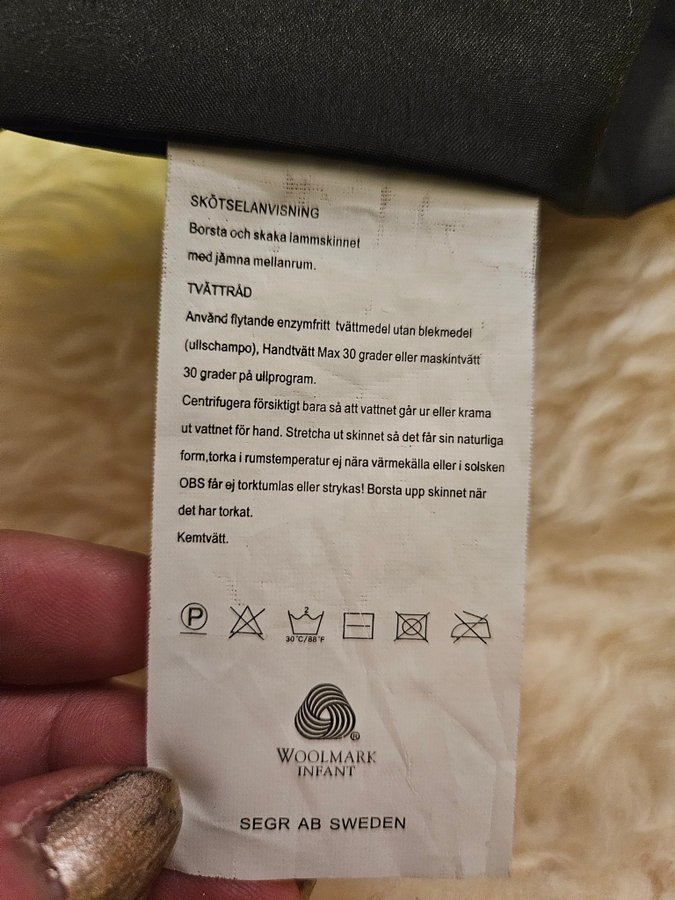 SKÖTSELANVISNING
Borsta och skaka lammskinnet
med jämna mellanrum.
TVÄTTRÅD
Använd flytande enzymfritt tvättmedel utan blekmedel
(ullschampo), Handtvätt Max 30 grader eller maskintvätt
30 grader på ullprogram.
Centrifugera försiktigt bara så att vattnet går ur eller krama
ut vattnet för hand. Stretcha ut skinnet så det får sin naturliga
form,torka i rumstemperatur ej nära värmekälla eller i solsken
OBS får ej torktumlas eller strykas! Borsta upp skinnet när
det har torkat.
Kemtvätt.
P
2
30°C/88°F
WOOLMARK
INFANT
®
SEGR AB SWEDEN